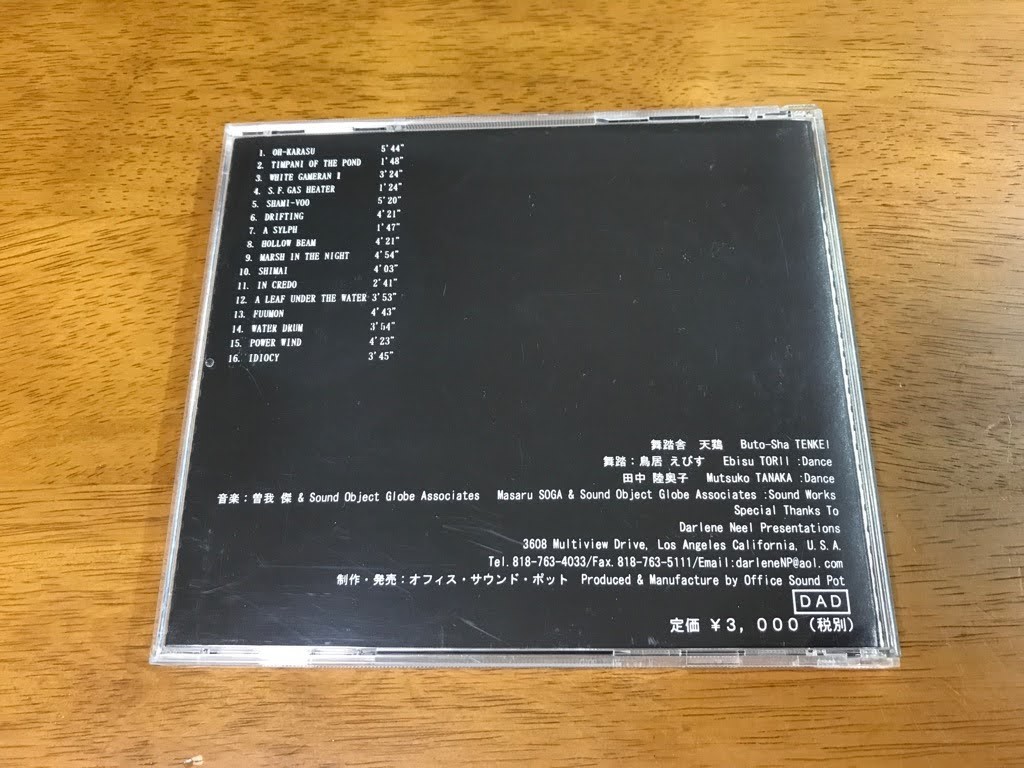 1. OH-KARASU 5'44"
2. TIMPANI OF THE POND 1'48"
3. WHITE GAMERAN Ⅱ 3'24"
4. S.F.GAS HEATER 1'24"
5. SHAMI-VOO 5'20"
6. DRIFTING 4'21"
7. A SYLPH 1'47"
8. HOLLOW BEAM 4'21"
9. MARSH IN THE NIGHT 4'54"
10. SHIMAI 4'03"
11. IN CREDO 2'41"
12. A LEAF UNDER THE WATER 3'53"
13. FUUMON 4'43"
14. WATER DRUM 3'54"
15. POWER WIND 4'23"
16. IDIOCY 3'45"
舞踏舎 天鶏 Buto-Sha TENKEI
舞踏：鳥居 えびす Ebisu TORII :Dance
田中 陸奥子 Mutsuko TANAKA :Dance
音楽：曽我 傑 & Sound Object Globe Associates Masaru SOGA & Sound Object Globe Associates :Sound Works
Special Thanks To
Darlene Neel Presentations
3608 Multiview Drive, Los Angeles California, U.S.A.
Tel.818-763-4033/Fax.818-763-5111/Email:darleneNP@aol.com
制作・発売：オフィス・サウンド・ポット Produced & Manufacture by Office Sound Pot
DAD
定価 ￥3,000（税別）